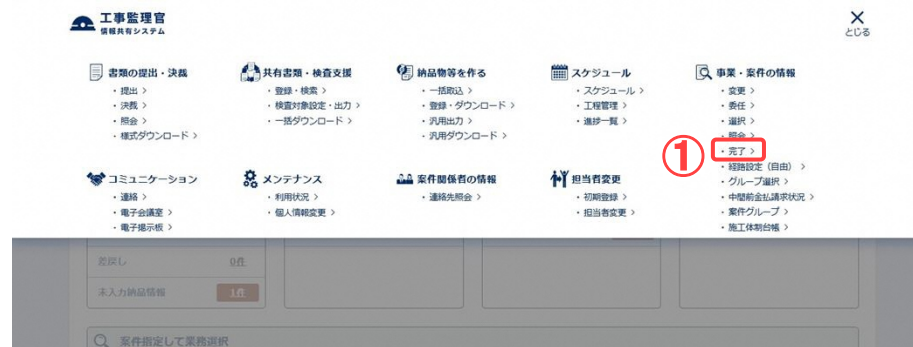 工事監理官
情報共有システム
とじる
書類の提出・決裁
・提出 >
・決裁 >
・照会 >
・様式ダウンロード >
共有書類・検査支援
・登録・検索 >
・検査対象設定・出力 >
・一括ダウンロード >
納品物等を作る
・一括取込 >
・登録・ダウンロード >
・汎用出力 >
・汎用ダウンロード >
スケジュール
・スケジュール >
・工程管理 >
・進捗一覧 >
事業・案件の情報
・変更 >
・委任 >
・選択 >
・照会 >
・完了 >
・経路設定（自由） >
・グループ選択 >
・中間前金払請求状況 >
・案件グループ >
・施工体制台帳 >
①
コミュニケーション
・連絡 >
・電子会議室 >
・電子掲示板 >
メンテナンス
・利用状況 >
・個人情報変更 >
案件関係者の情報
・連絡先照会 >
担当者変更
・初期登録 >
・担当者変更 >
差戻し 0件
未入力納品情報 1件
案件指定して業務選択